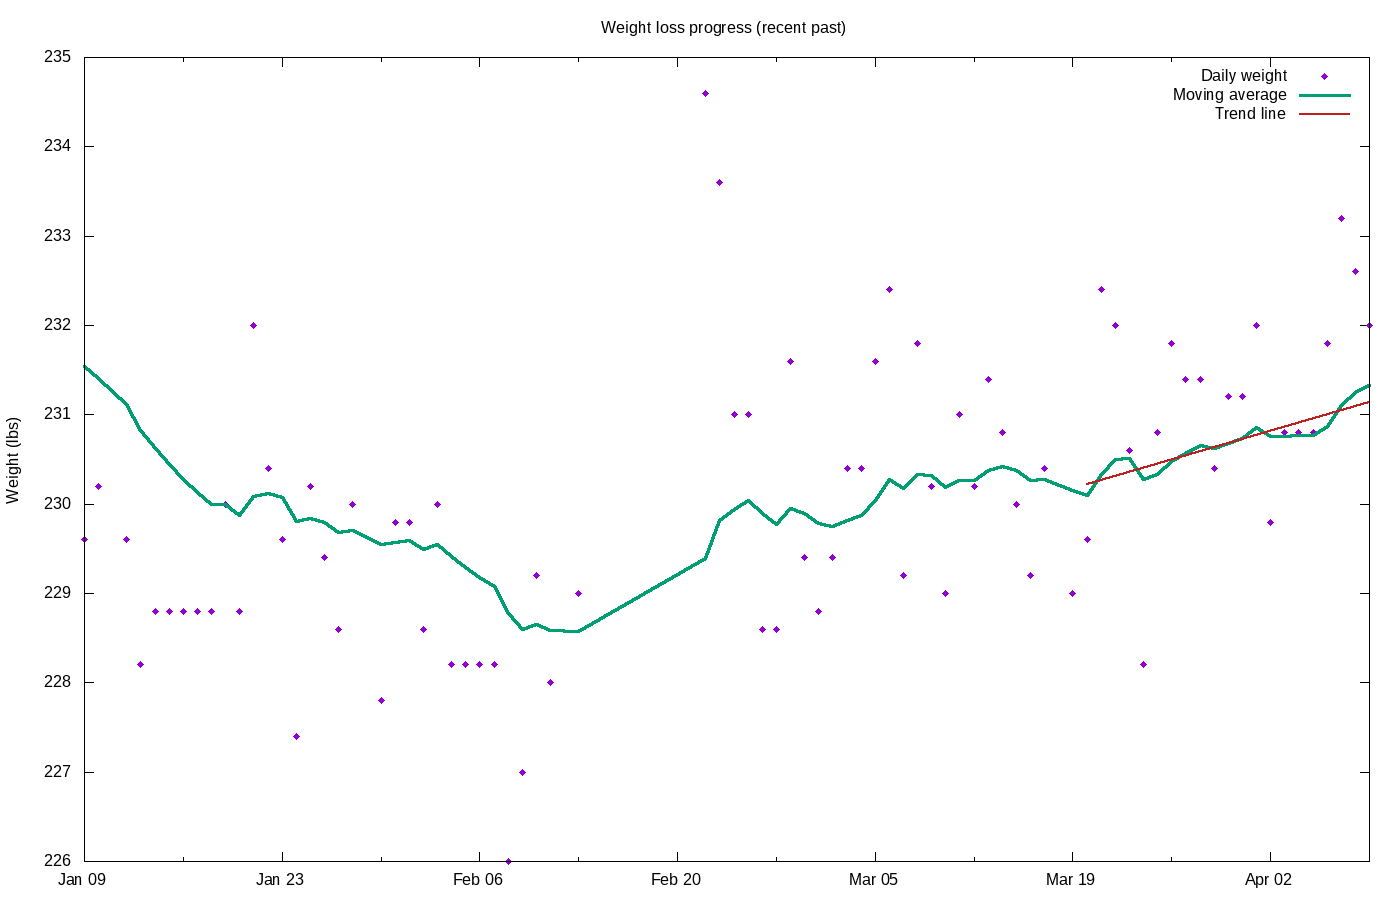 Weight loss progress (recent past)
235
234
233
232
231
230
229
228
227
226
Weight (lbs)
Daily weight
Moving average
Trend line
Jan 09
Jan 23
Feb 06
Feb 20
Mar 05
Mar 19
Apr 02